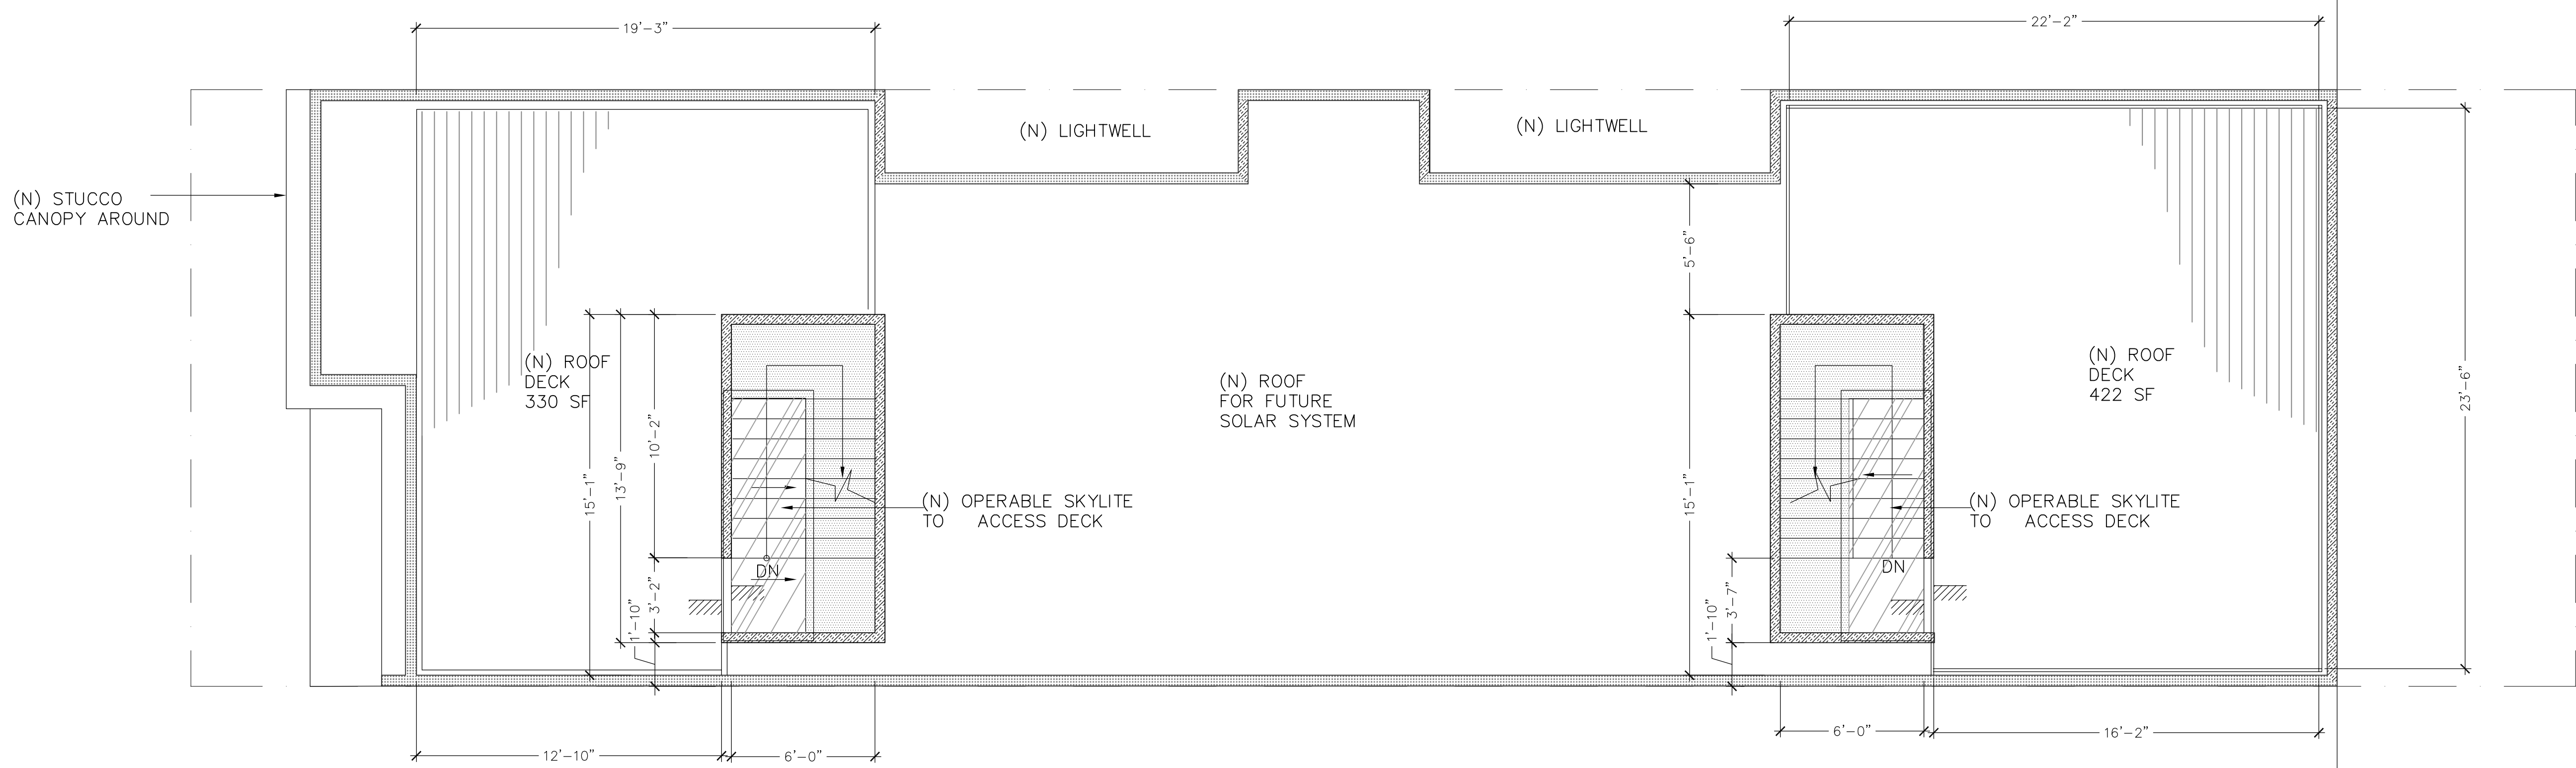 19'-3"
22'-2"
(N) LIGHTWELL
(N) LIGHTWELL
(N) STUCCO
CANOPY AROUND
5'-6"
(N) ROOF
DECK
330 SF
(N) ROOF
FOR FUTURE
SOLAR SYSTEM
(N) ROOF
DECK
422 SF
23'-6"
15'-1"
13'-9"
10'-2"
3'-2"
1'-10"
DN
(N) OPERABLE SKYLITE
TO ACCESS DECK
15'-1"
3'-7"
1'-10"
DN
(N) OPERABLE SKYLITE
TO ACCESS DECK
12'-10"
6'-0"
6'-0"
16'-2"